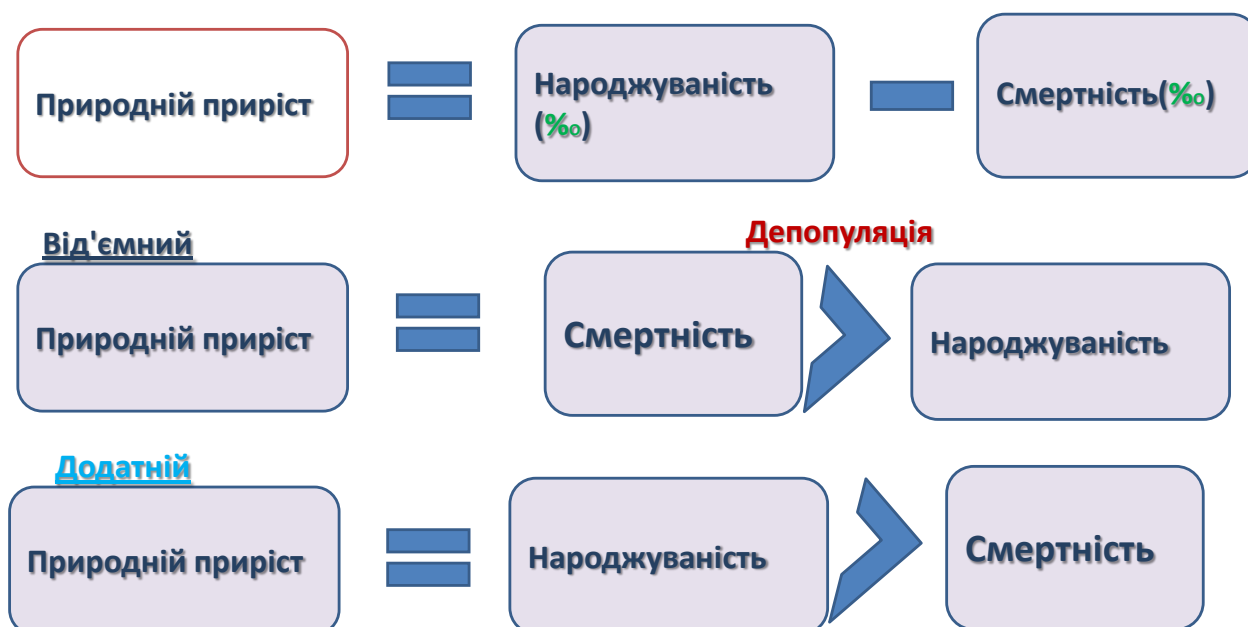 Природній приріст
Народжуваність
(‰)
Смертність(‰)
Від'ємний
Депопуляція
Природній приріст
Смертність
Народжуваність
Додатній
Природній приріст
Народжуваність
Смертність